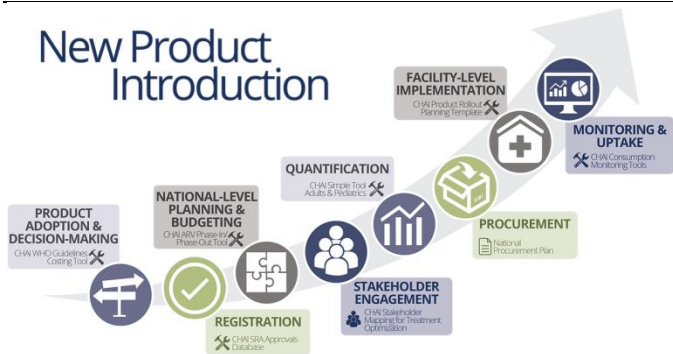 New Product
Introduction
PRODUCT
ADOPTION &
DECISION-MAKING
CHAI WHO Guidelines
Costing Tool
REGISTRATION
CHAI SRA Approvals
Database
NATIONAL-LEVEL
PLANNING &
BUDGETING
CHAI ARV Phase-In/
Phase-Out Tool
STAKEHOLDER
ENGAGEMENT
CHAI Stakeholder
Mapping for Treatment
Optimization
QUANTIFICATION
CHAI Simple Tool
Adults & Pediatrics
PROCUREMENT
National
Procurement Plan
FACILITY-LEVEL
IMPLEMENTATION
CHAI Product Rollout
Planning Template
MONITORING &
UPTAKE
CHAI Consumption
Monitoring Tools